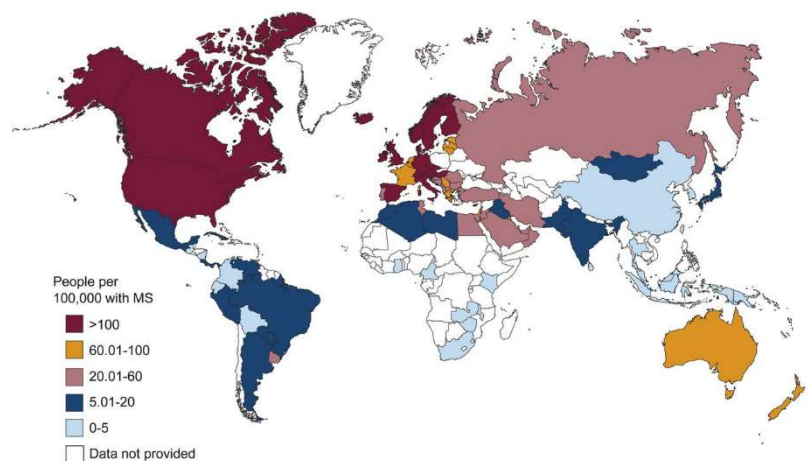 People per
100,000 with MS
>100
60.01-100
20.01-60
5.01-20
0-5
Data not provided